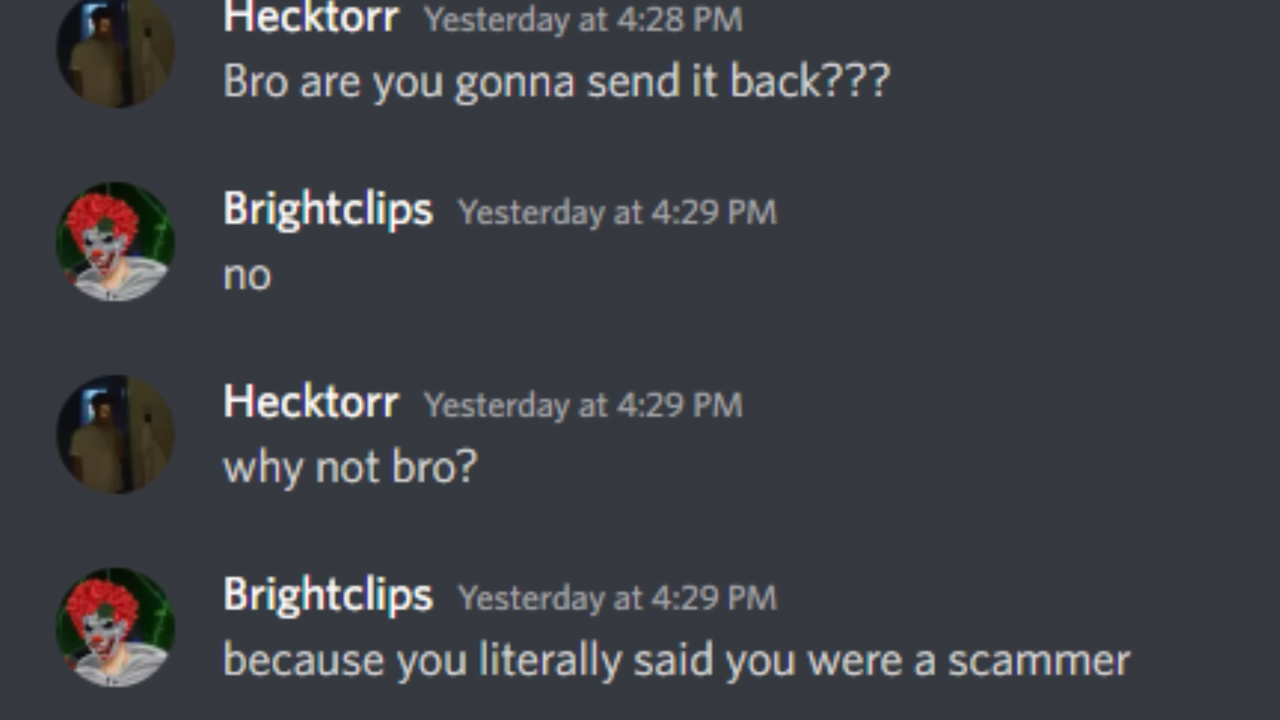 Hecktorr Yesterday at 4:28 PM
Bro are you gonna send it back???
Brightclips Yesterday at 4:29 PM
no
Hecktorr Yesterday at 4:29 PM
why not bro?
Brightclips Yesterday at 4:29 PM
because you literally said you were a scammer